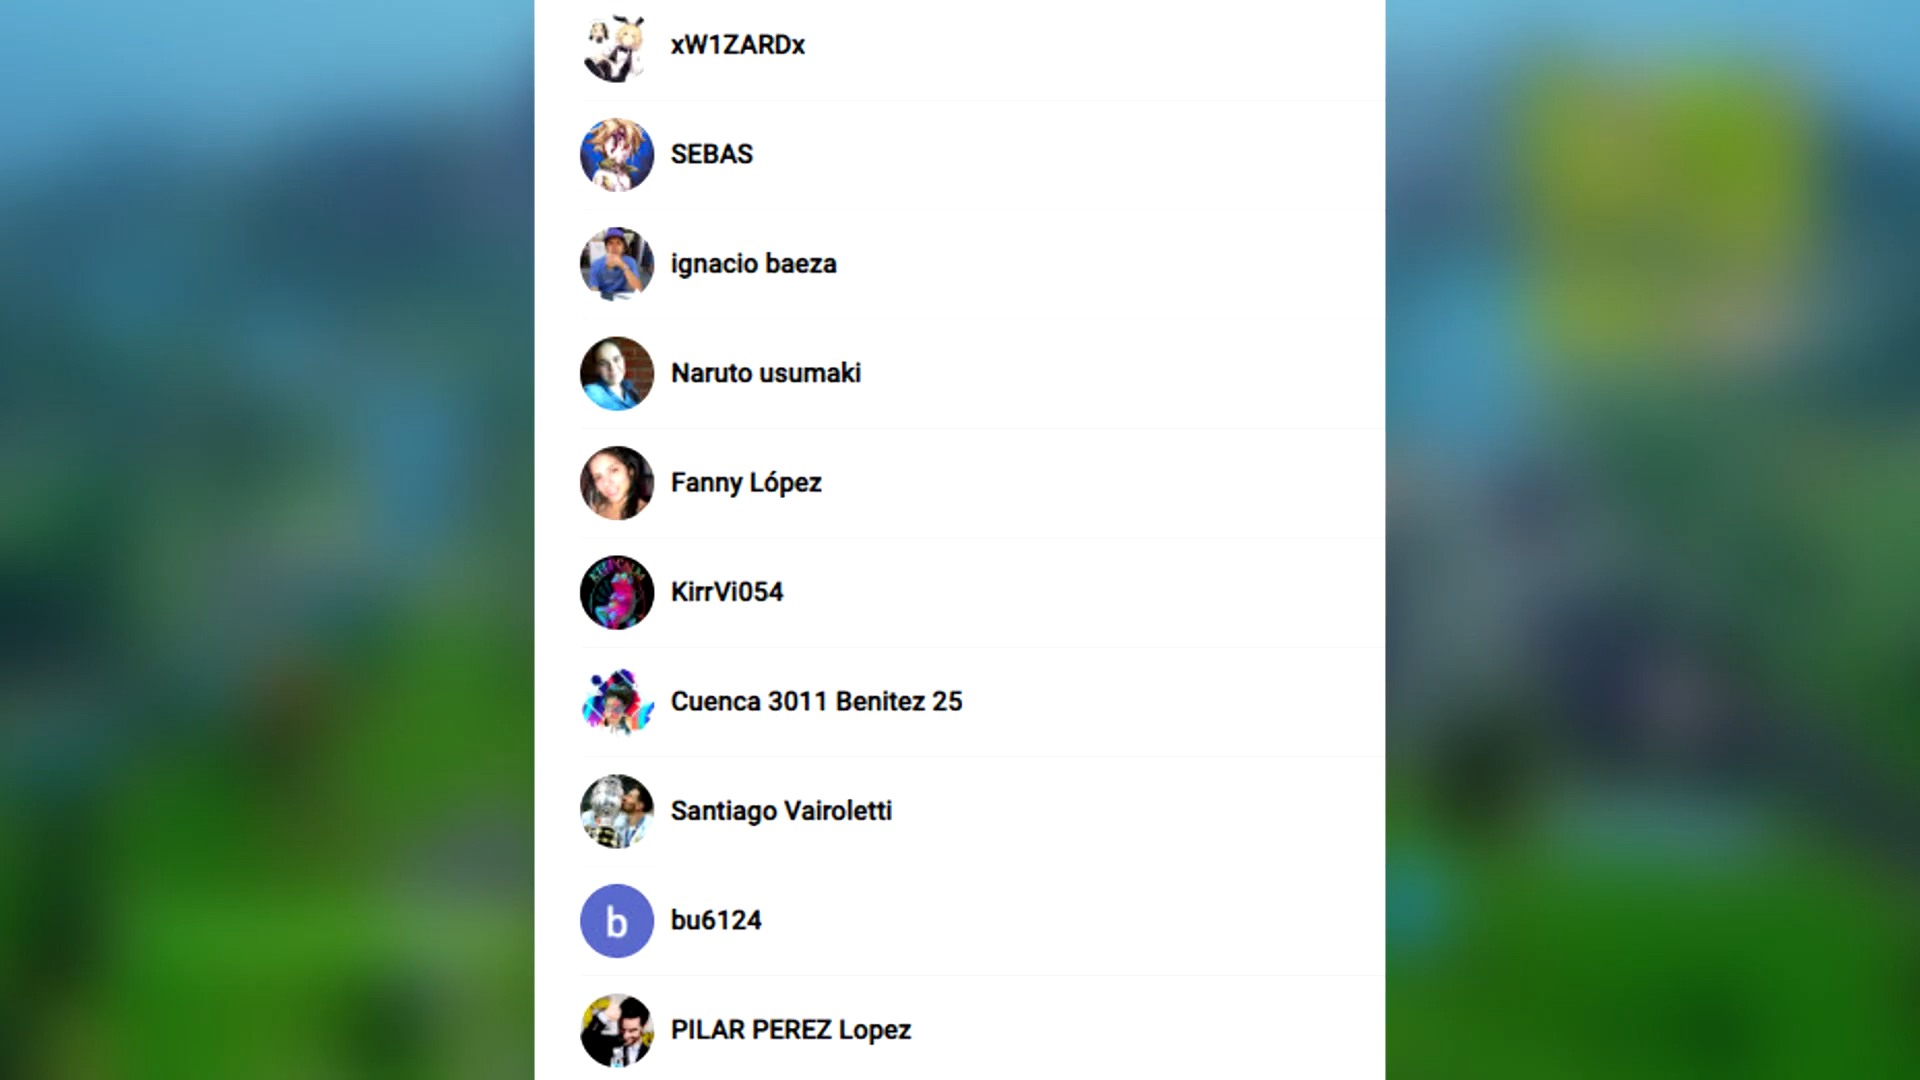 xW1ZARDx
SEBAS
ignacio baeza
Naruto usumaki
Fanny López
KirrVi054
Cuenca 3011 Benitez 25
Santiago Vairoletti
b
bu6124
PILAR PEREZ Lopez